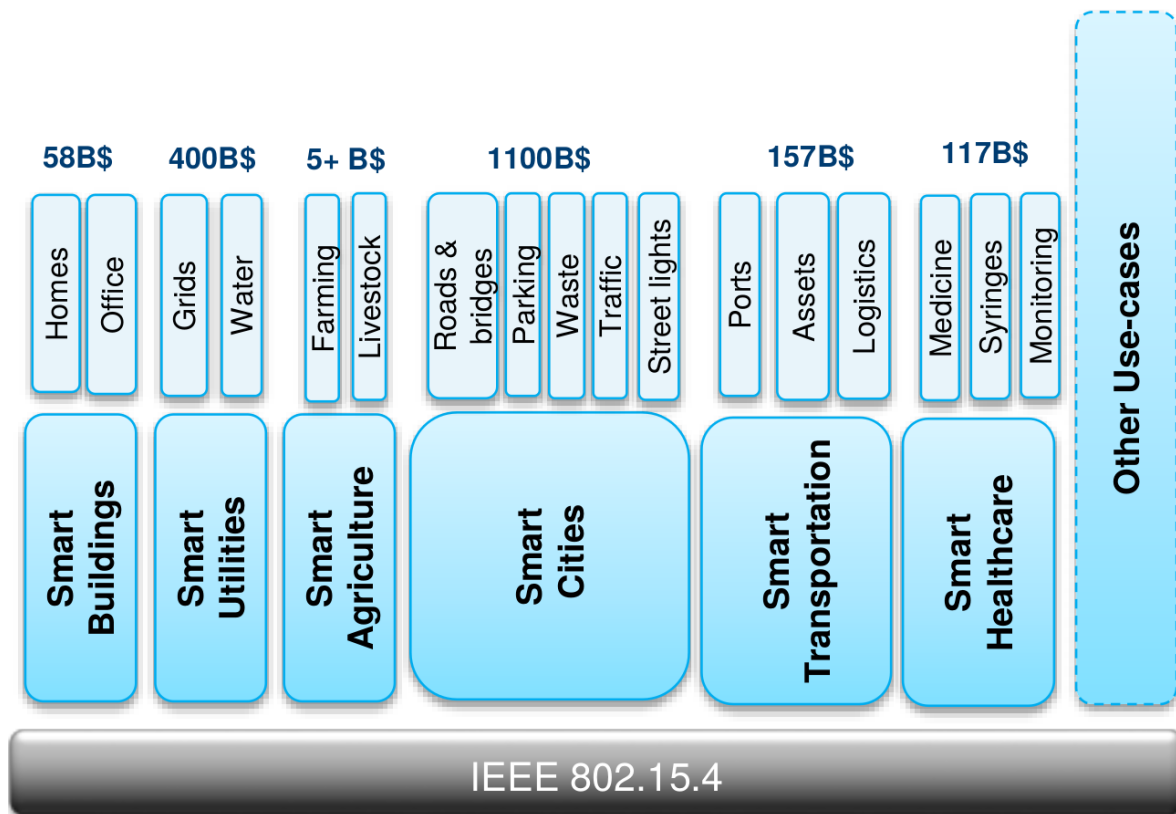 58B$
400B$
5+ B$
1100B$
157B$
117B$
Homes
Office
Grids
Water
Farming
Livestock
Roads &
bridges
Parking
Waste
Traffic
Street lights
Ports
Assets
Logistics
Medicine
Syringes
Monitoring
Smart
Buildings
Smart
Utilities
Smart
Agriculture
Smart
Cities
Smart
Transportation
Smart
Healthcare
Other Use-cases
IEEE 802.15.4